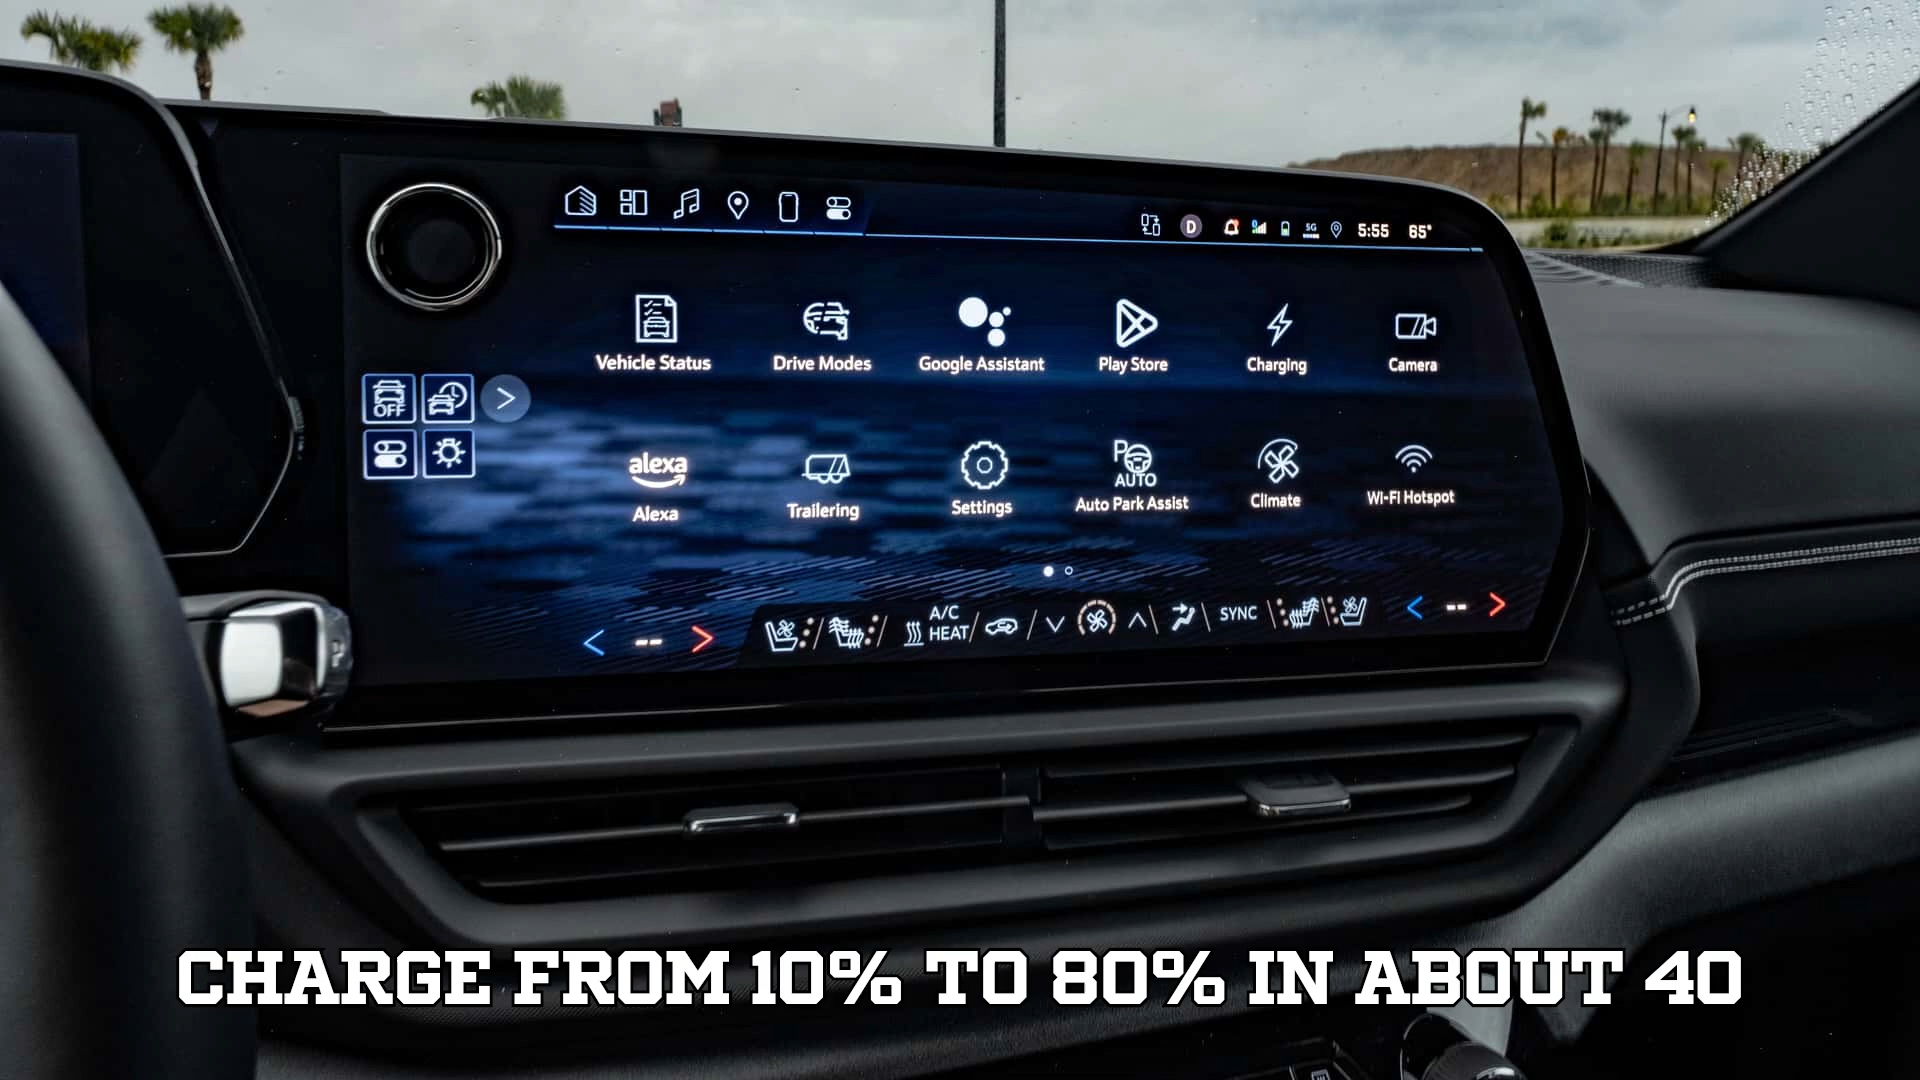 D
5G
5:55
65°
Vehicle Status
Drive Modes
Google Assistant
Play Store
Charging
Camera
OFF
alexa
Alexa
Trailering
Settings
P
AUTO
Auto Park Assist
Climate
Wi-Fi Hotspot
--
A/C
HEAT
SYNC
--
CHARGE FROM 10% TO 80% IN ABOUT 40